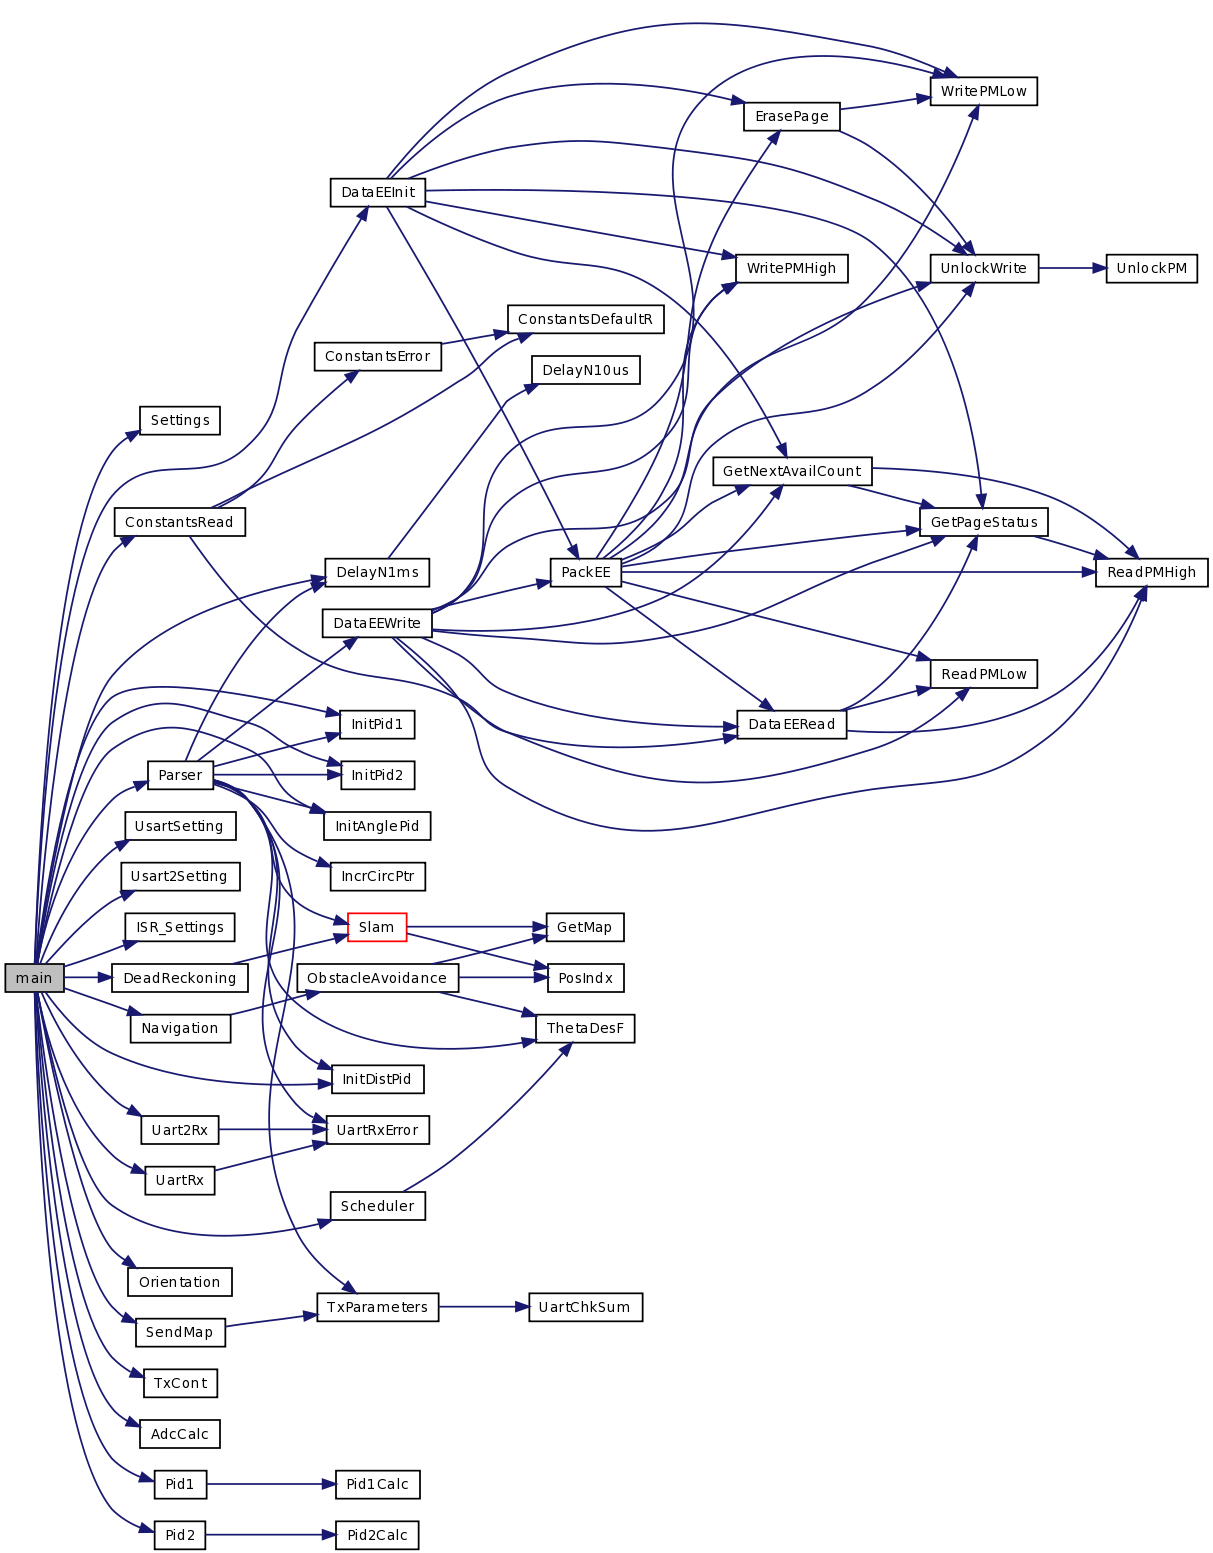 WritePMLow
ErasePage
DataEEInit
WritePMHigh
UnlockWrite
UnlockPM
ConstantsDefaultR
ConstantsError
DelayN10us
Settings
GetNextAvailCount
ConstantsRead
GetPageStatus
DelayN1ms
PackEE
ReadPMHigh
DataEEWrite
ReadPMLow
InitPid1
DataEERead
Parser
InitPid2
UsartSetting
InitAnglePid
Usart2Setting
IncrCircPtr
ISR_Settings
Slam
GetMap
main
DeadReckoning
ObstacleAvoidance
PosIndx
Navigation
ThetaDesF
InitDistPid
Uart2Rx
UartRxError
UartRx
Scheduler
Orientation
TxParameters
UartChkSum
SendMap
TxCont
AdcCalc
Pid1
Pid1Calc
Pid2
Pid2Calc